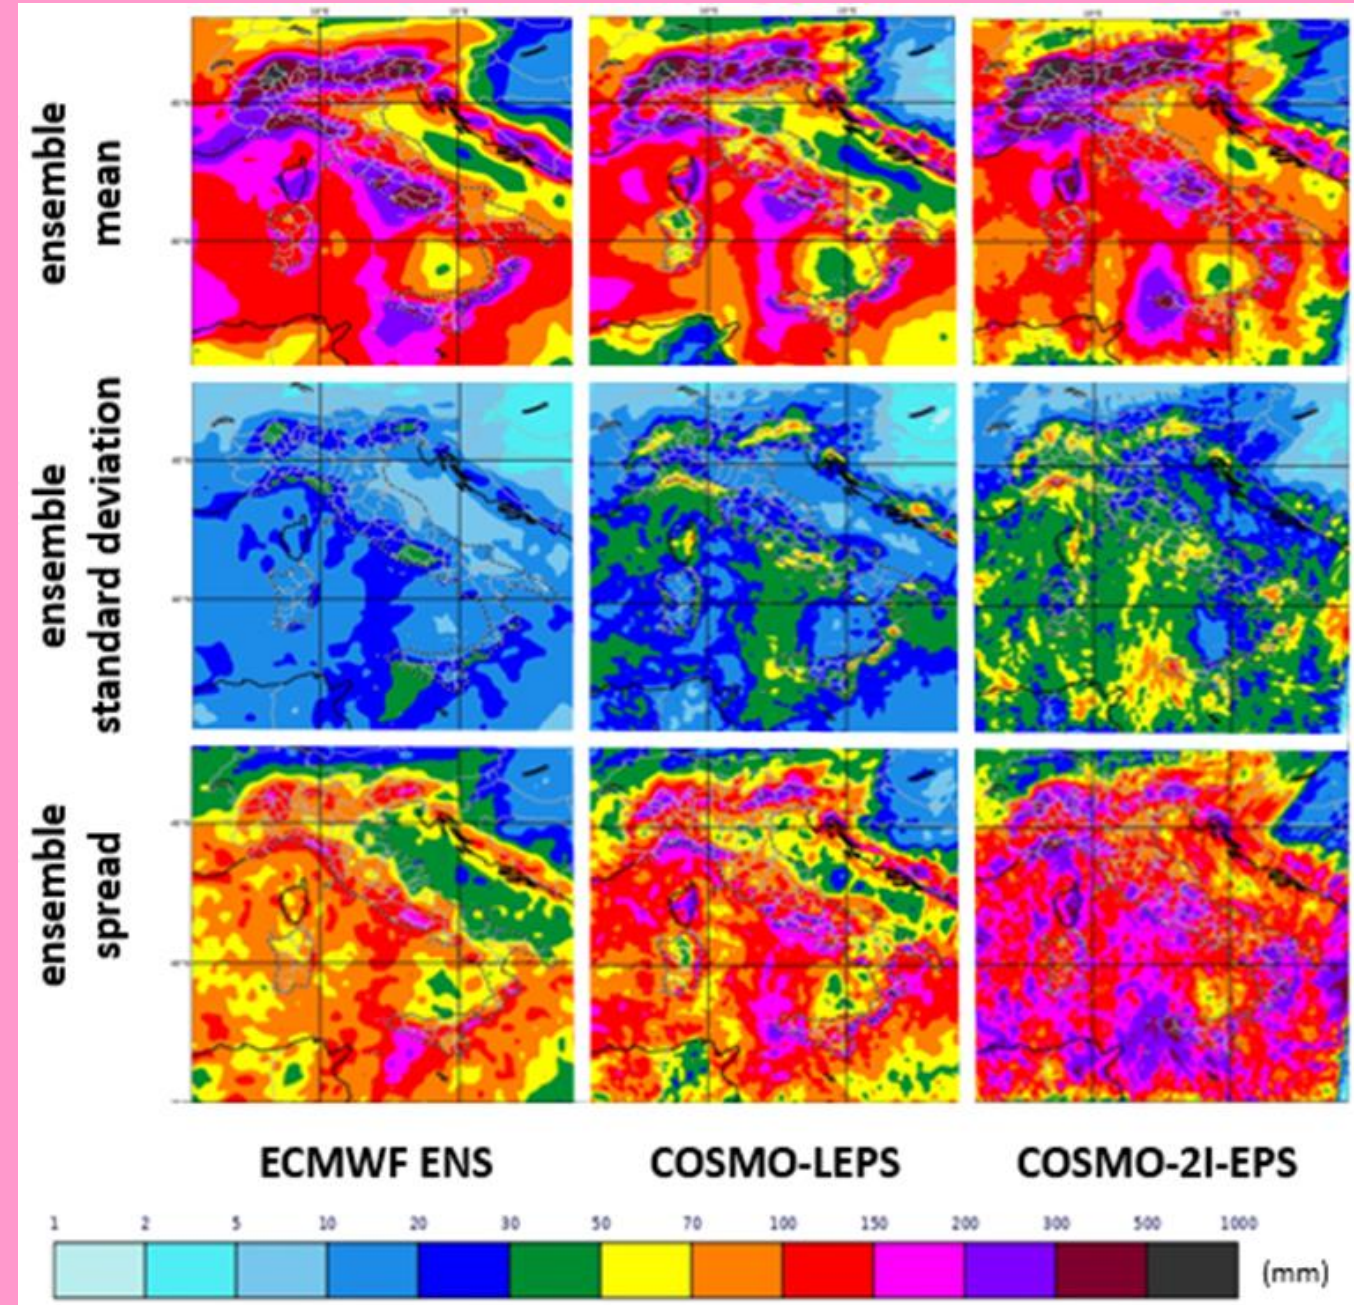 ensemble
mean
ensemble
standard deviation
ensemble
spread
ECMWF ENS COSMO-LEPS COSMO-2I-EPS
1 2 5 10 20 30 50 70 100 150 200 300 500 1000
(mm)